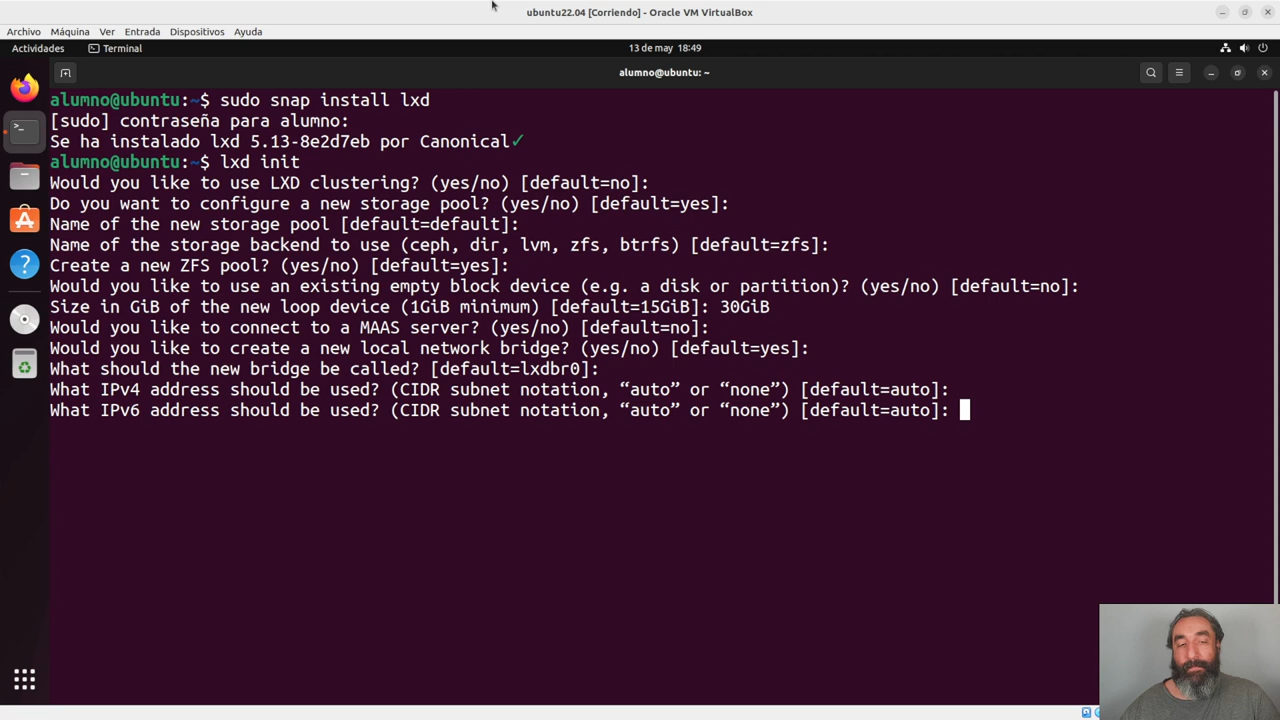 ubuntu22.04 [Corriendo] - Oracle VM VirtualBox
Archivo Máquina Ver Entrada Dispositivos Ayuda
Actividades Terminal 13 de may 18:49
alumno@ubuntu: ~
alumno@ubuntu:~$ sudo snap install lxd
[sudo] contraseña para alumno:
Se ha instalado lxd 5.13-8e2d7eb por Canonical✓
alumno@ubuntu:~$ lxd init
Would you like to use LXD clustering? (yes/no) [default=no]:
Do you want to configure a new storage pool? (yes/no) [default=yes]:
Name of the new storage pool [default=default]:
Name of the storage backend to use (ceph, dir, lvm, zfs, btrfs) [default=zfs]:
Create a new ZFS pool? (yes/no) [default=yes]:
Would you like to use an existing empty block device (e.g. a disk or partition)? (yes/no) [default=no]:
Size in GiB of the new loop device (1GiB minimum) [default=15GiB]: 30GiB
Would you like to connect to a MAAS server? (yes/no) [default=no]:
Would you like to create a new local network bridge? (yes/no) [default=yes]:
What should the new bridge be called? [default=lxdbr0]:
What IPv4 address should be used? (CIDR subnet notation, “auto” or “none”) [default=auto]:
What IPv6 address should be used? (CIDR subnet notation, “auto” or “none”) [default=auto]: